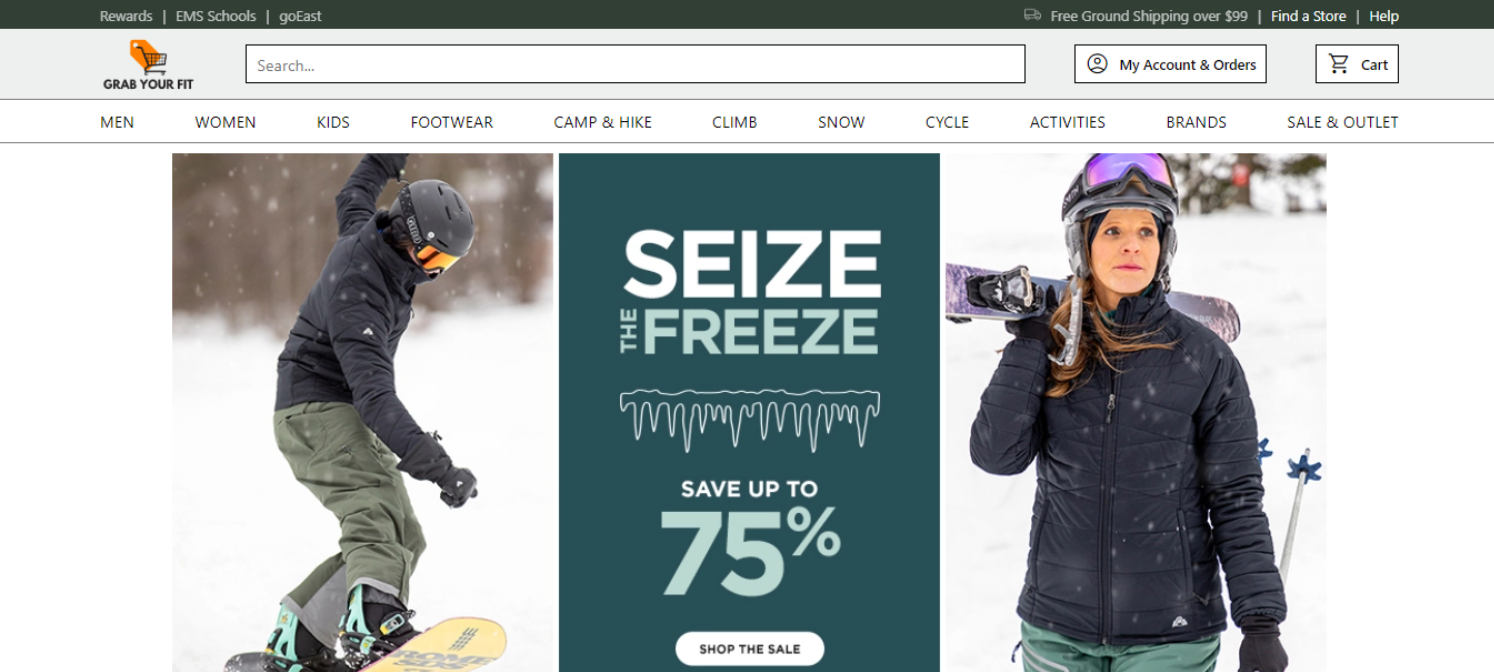 Rewards | EMS Schools | goEast
Free Ground Shipping over $99 | Find a Store | Help
GRAB YOUR FIT
Search...
My Account & Orders
Cart
MEN WOMEN KIDS FOOTWEAR CAMP & HIKE CLIMB SNOW CYCLE ACTIVITIES BRANDS SALE & OUTLET
SEIZE
THE FREEZE
SAVE UP TO
75%
SHOP THE SALE
ROME
SDS